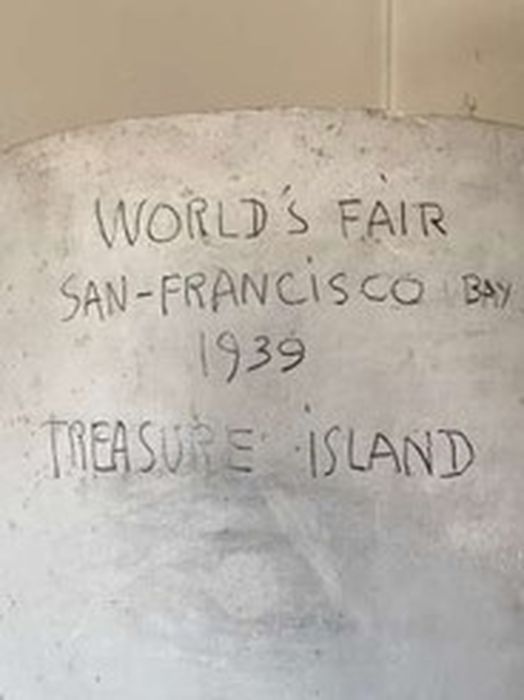 WORLD'S FAIR
SAN-FRANCiSCO BAY
1939
TREASURE iSLAND